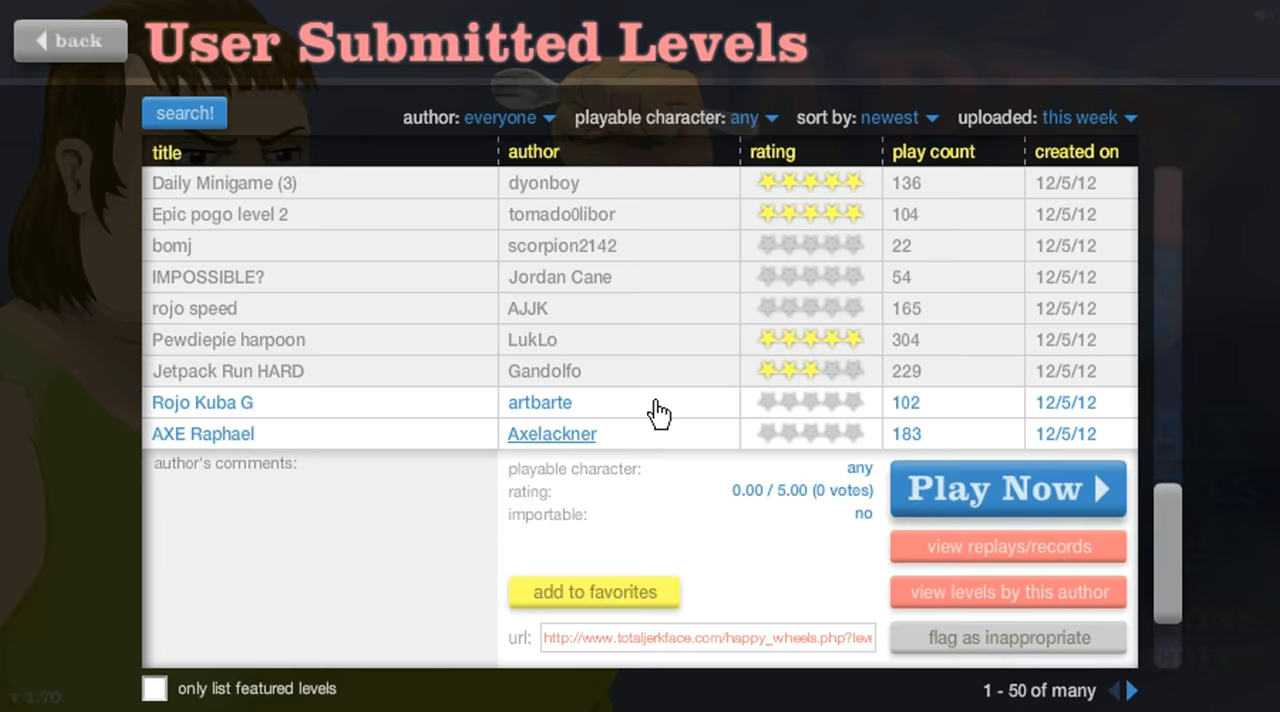 back
User Submitted Levels
search!
author: everyone playable character: any sort by: newest uploaded: this week
title author rating play count created on
Daily Minigame (3) dyonboy 136 12/5/12
Epic pogo level 2 tornado0libor 104 12/5/12
bomj scorpion2142 22 12/5/12
IMPOSSIBLE? Jordan Cane 54 12/5/12
rojo speed AJJK 165 12/5/12
Pewdiepie harpoon LukLo 304 12/5/12
Jetpack Run HARD Gandolfo 229 12/5/12
Rojo Kuba G artbarte 102 12/5/12
AXE Raphael Axelackner 183 12/5/12
author's comments:
playable character: any
rating: 0.00 / 5.00 (0 votes)
importable: no
Play Now
view replays/records
add to favorites
view levels by this author
url: http://www.totaljerkface.com/happy_wheels.php?leve
flag as inappropriate
only list featured levels
1 - 50 of many
v 1.70